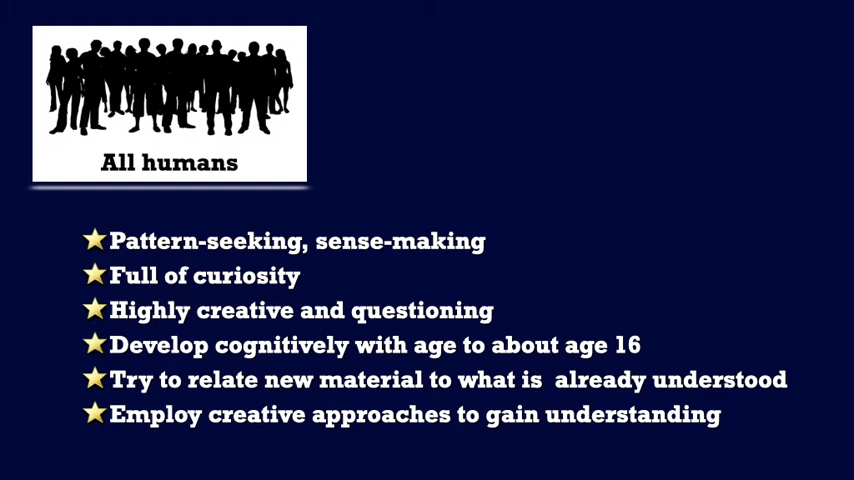 All humans
Pattern-seeking, sense-making
Full of curiosity
Highly creative and questioning
Develop cognitively with age to about age 16
Try to relate new material to what is already understood
Employ creative approaches to gain understanding